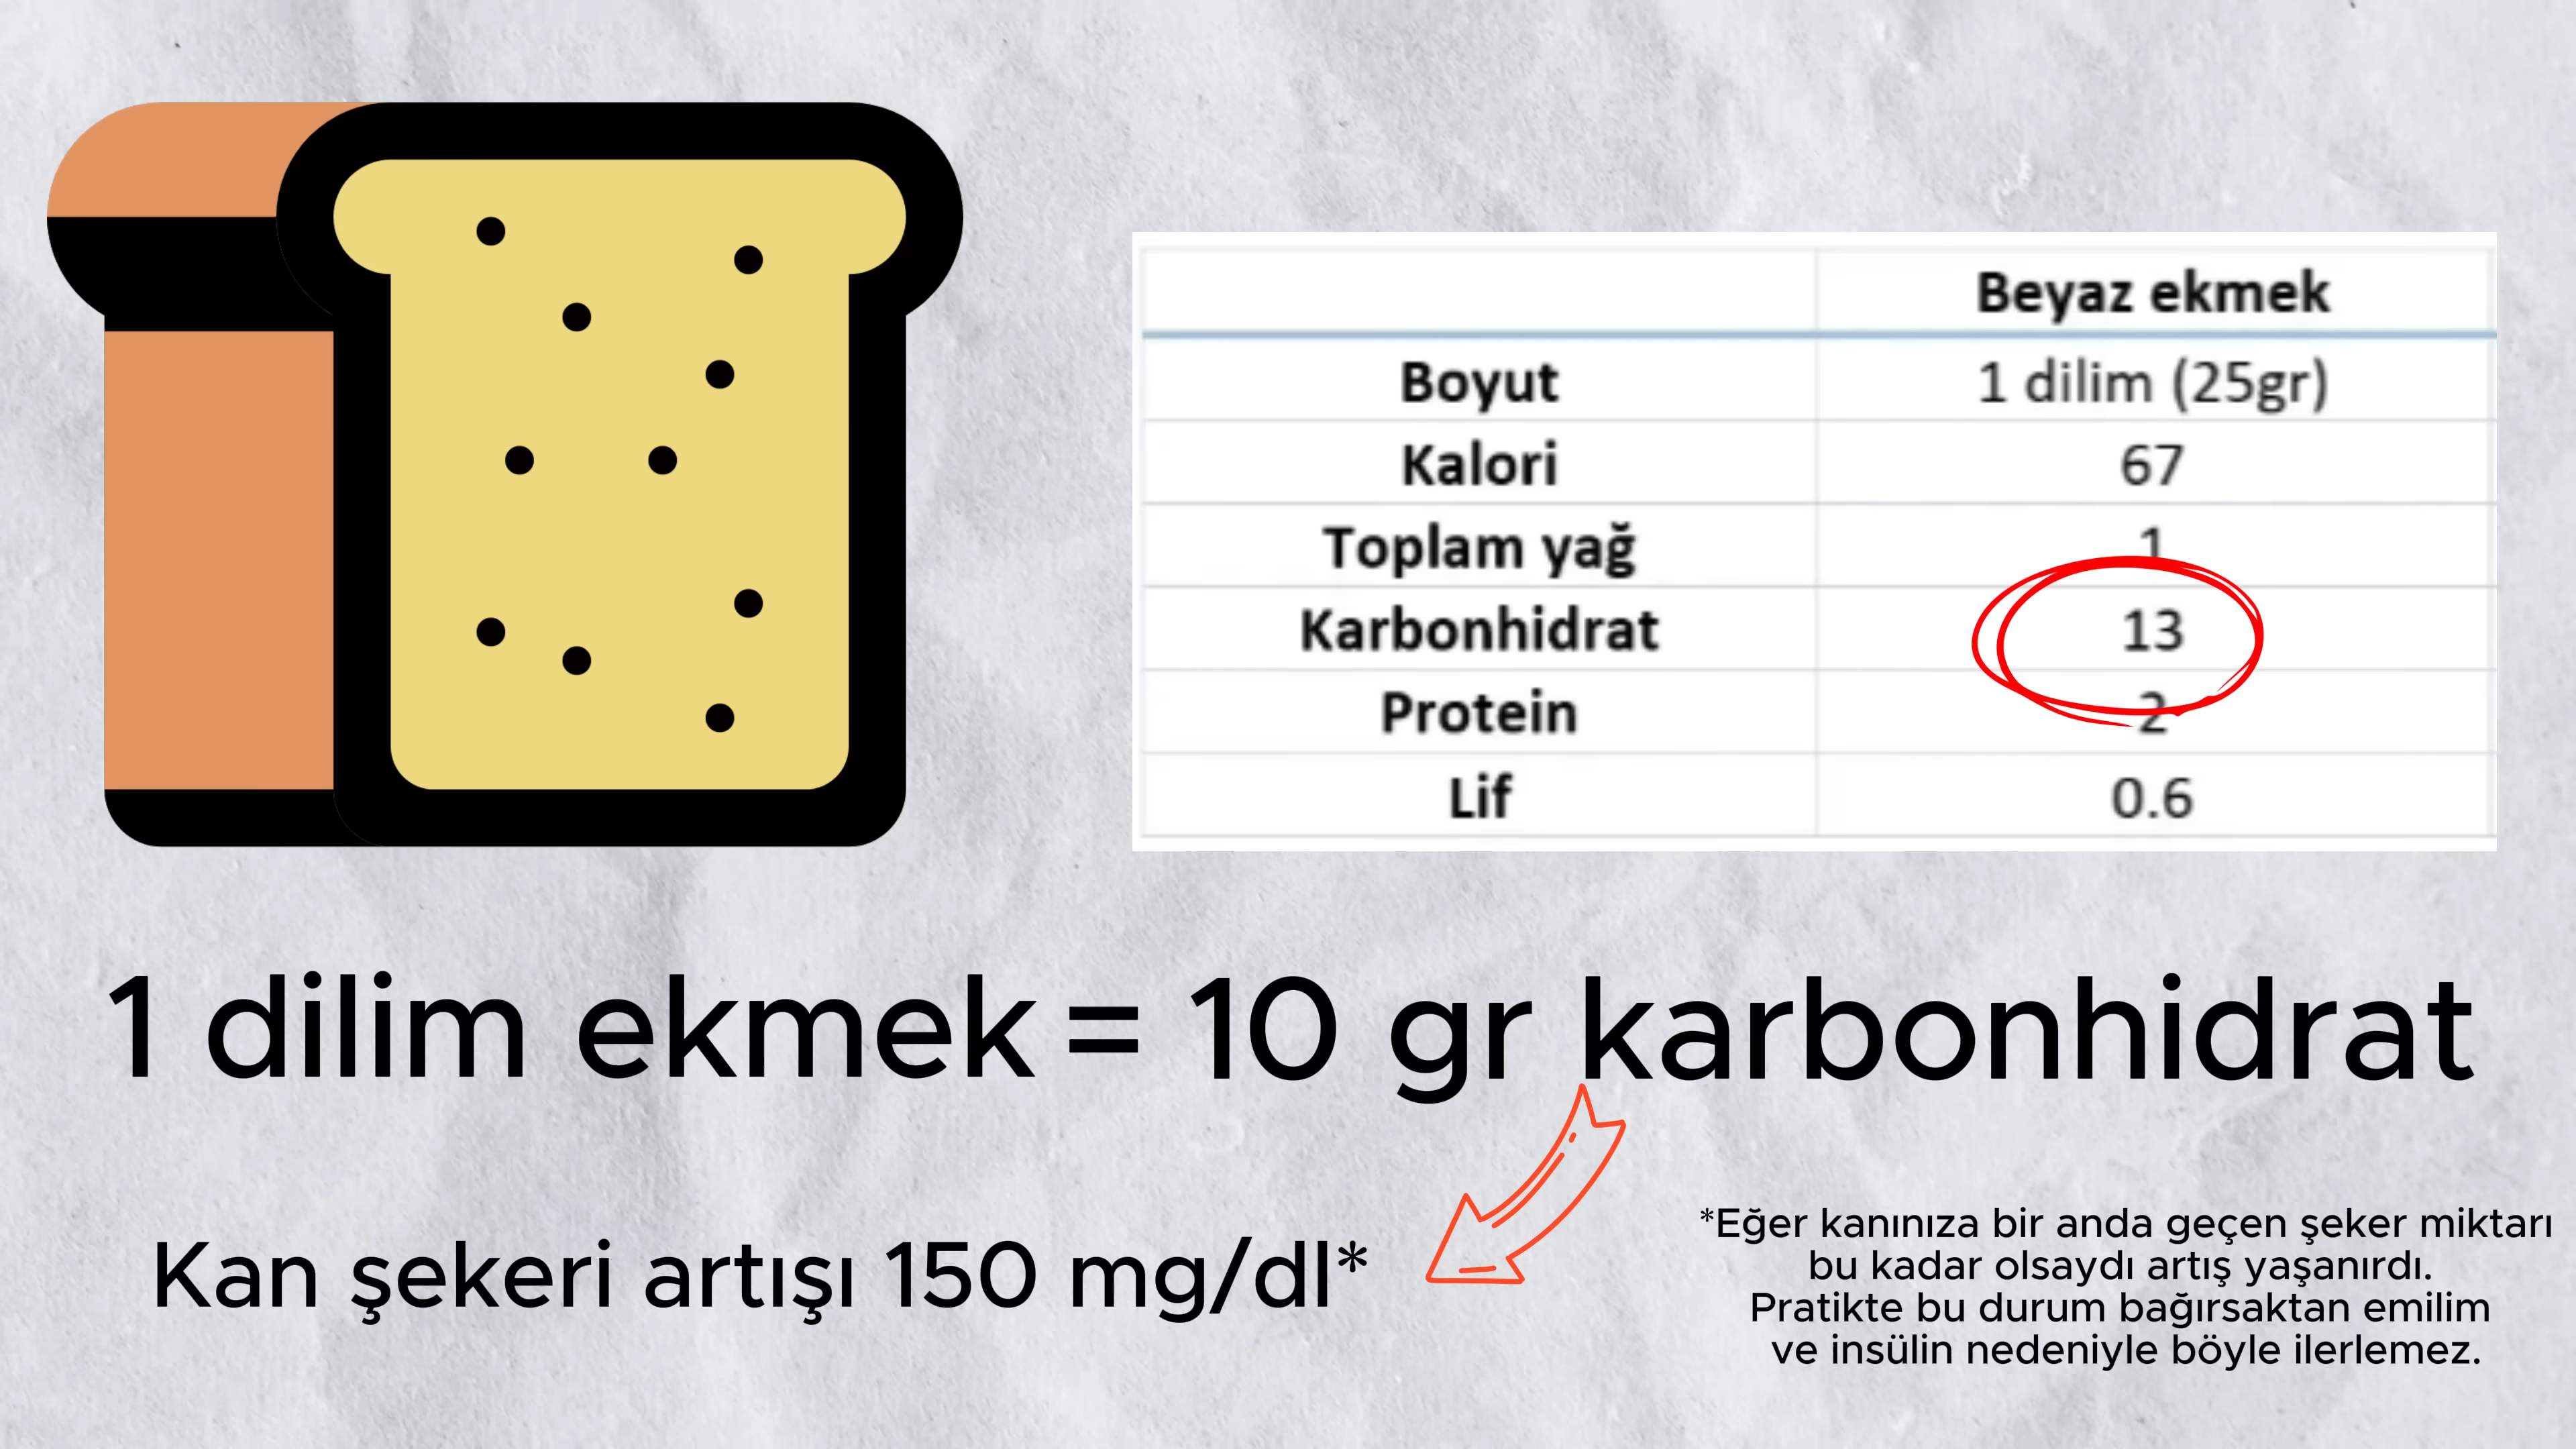 Beyaz ekmek
Boyut 1 dilim (25gr)
Kalori 67
Toplam yağ 1
Karbonhidrat 13
Protein 2
Lif 0.6
1 dilim ekmek = 10 gr karbonhidrat
Kan şekeri artışı 150 mg/dl*
*Eğer kanınıza bir anda geçen şeker miktarı
bu kadar olsaydı artış yaşanırdı.
Pratikte bu durum bağırsaktan emilim
ve insülin nedeniyle böyle ilerlemez.